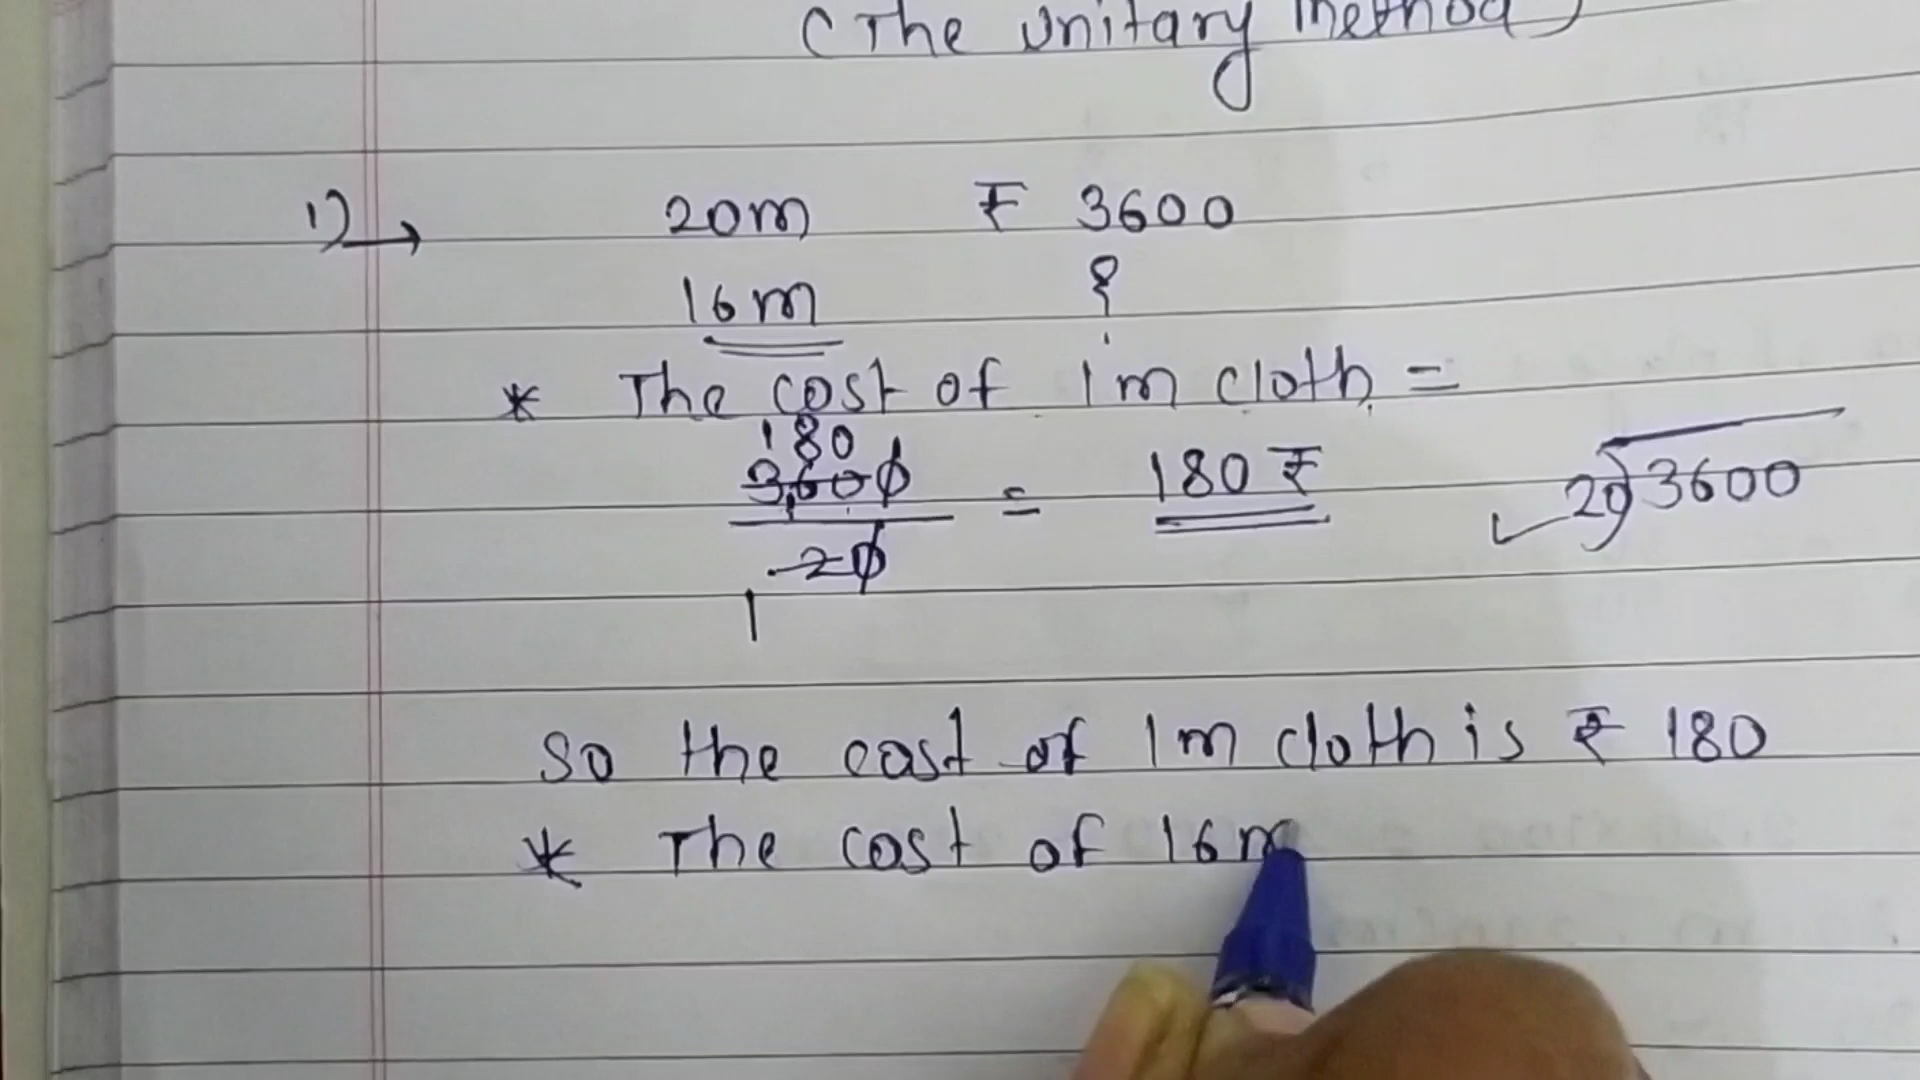 (The Unitary Method)
1)→ 20m ₹ 3600
16m ?
* The cost of 1m cloth =
180
3600 = 180 ₹ 20)3600
20
1
So the cost of 1m cloth is ₹ 180
* The cost of 16m